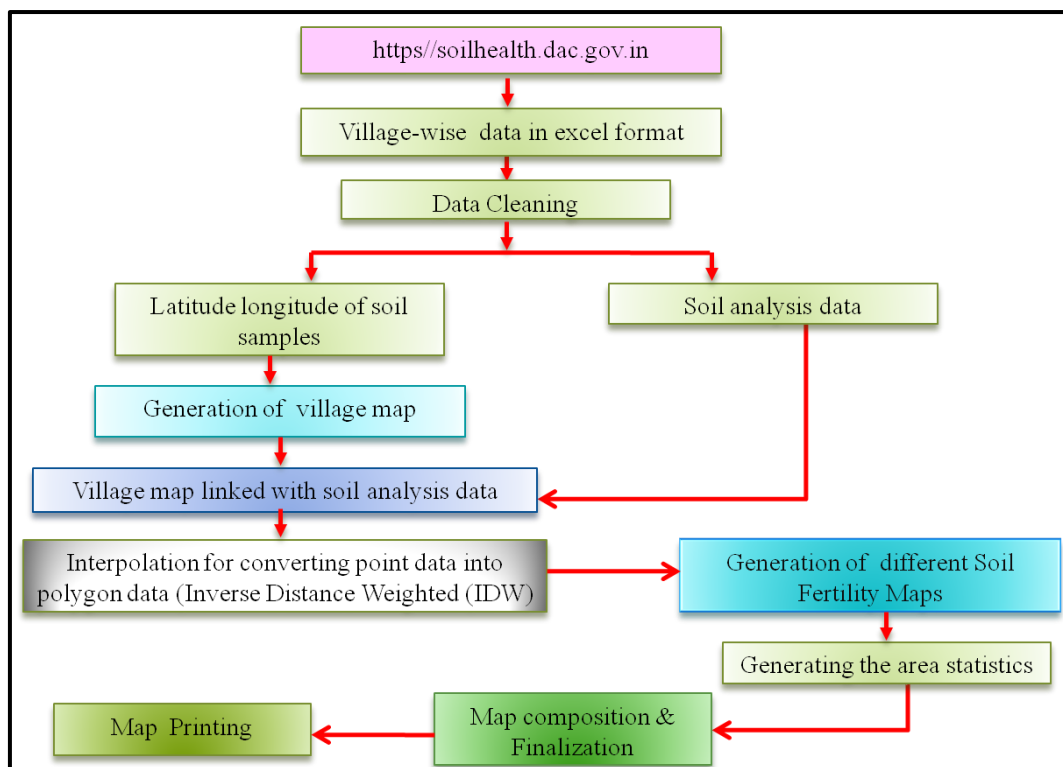 https//soilhealth.dac.gov.in
Village-wise data in excel format
Data Cleaning
Latitude longitude of soil
samples
Soil analysis data
Generation of village map
Village map linked with soil analysis data
Interpolation for converting point data into
polygon data (Inverse Distance Weighted (IDW)
Generation of different Soil
Fertility Maps
Generating the area statistics
Map composition &
Finalization
Map Printing